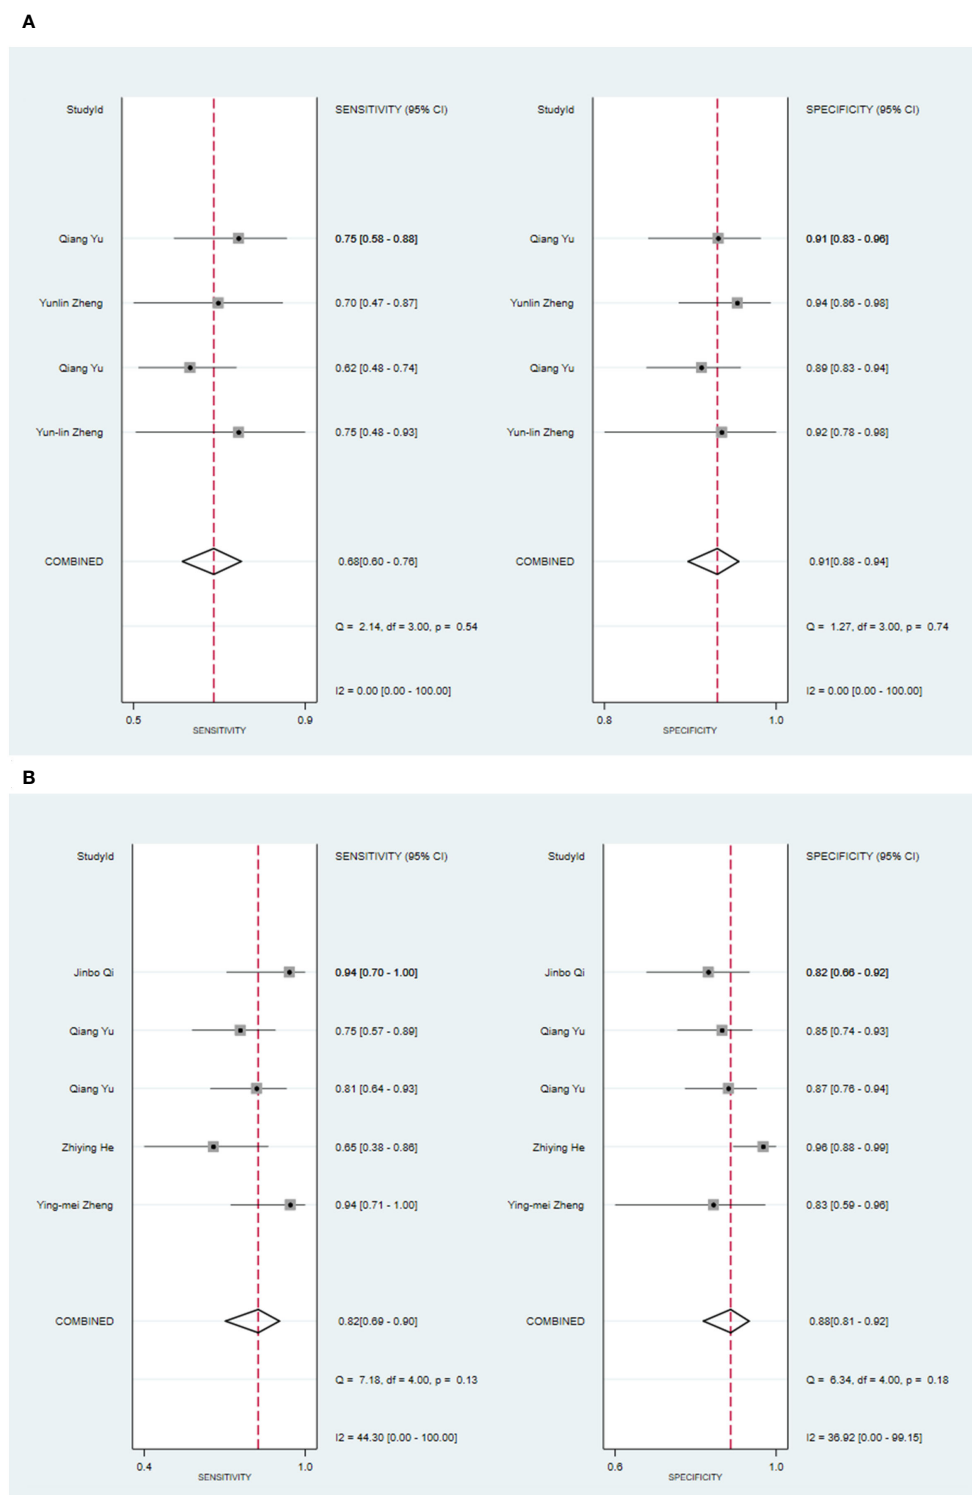 A
StudyId SENSITIVITY (95% CI) StudyId SPECIFICITY (95% CI)
Qiang Yu 0.75 [0.58 - 0.88] Qiang Yu 0.91 [0.83 - 0.96]
Yunlin Zheng 0.70 [0.47 - 0.87] Yunlin Zheng 0.94 [0.86 - 0.98]
Qiang Yu 0.62 [0.48 - 0.74] Qiang Yu 0.89 [0.83 - 0.94]
Yun-lin Zheng 0.75 [0.48 - 0.93] Yun-lin Zheng 0.92 [0.78 - 0.98]
COMBINED 0.68[0.60 - 0.76] COMBINED 0.91[0.88 - 0.94]
Q = 2.14, df = 3.00, p = 0.54 Q = 1.27, df = 3.00, p = 0.74
I2 = 0.00 [0.00 - 100.00] I2 = 0.00 [0.00 - 100.00]
0.5 0.9 0.8 1.0
SENSITIVITY SPECIFICITY
B
StudyId SENSITIVITY (95% CI) StudyId SPECIFICITY (95% CI)
Jinbo Qi 0.94 [0.70 - 1.00] Jinbo Qi 0.82 [0.66 - 0.92]
Qiang Yu 0.75 [0.57 - 0.89] Qiang Yu 0.85 [0.74 - 0.93]
Qiang Yu 0.81 [0.64 - 0.93] Qiang Yu 0.87 [0.76 - 0.94]
Zhiying He 0.65 [0.38 - 0.86] Zhiying He 0.96 [0.88 - 0.99]
Ying-mei Zheng 0.94 [0.71 - 1.00] Ying-mei Zheng 0.83 [0.59 - 0.96]
COMBINED 0.82[0.69 - 0.90] COMBINED 0.88[0.81 - 0.92]
Q = 7.18, df = 4.00, p = 0.13 Q = 6.34, df = 4.00, p = 0.18
I2 = 44.30 [0.00 - 100.00] I2 = 36.92 [0.00 - 99.15]
0.4 1.0 0.6 1.0
SENSITIVITY SPECIFICITY